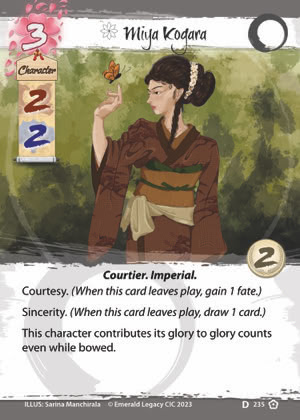 3
Miya Kogara
Character
2
2
2
Courtier. Imperial.
Courtesy. (When this card leaves play, gain 1 fate.)
Sincerity. (When this card leaves play, draw 1 card.)
This character contributes its glory to glory counts
even while bowed.
ILLUS: Sarina Manchirala © Emerald Legacy CIC 2023 D 235